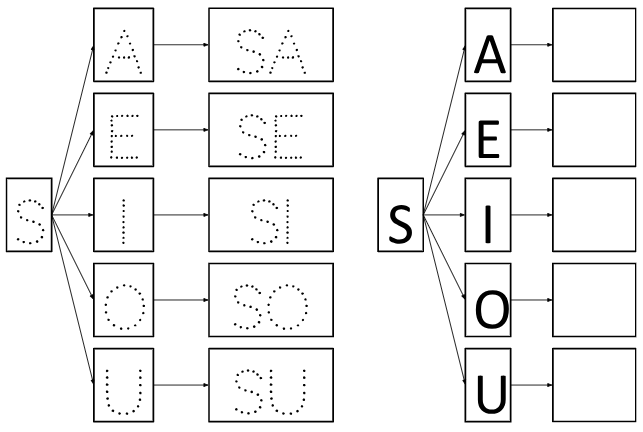 A SA A
E SE E
S I SI S I
O SO O
U SU U